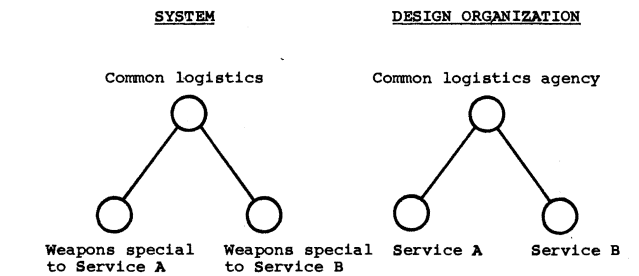 SYSTEM
DESIGN ORGANIZATION
Common logistics
Common logistics agency
Weapons special
to Service A
Weapons special
to Service B
Service A
Service B